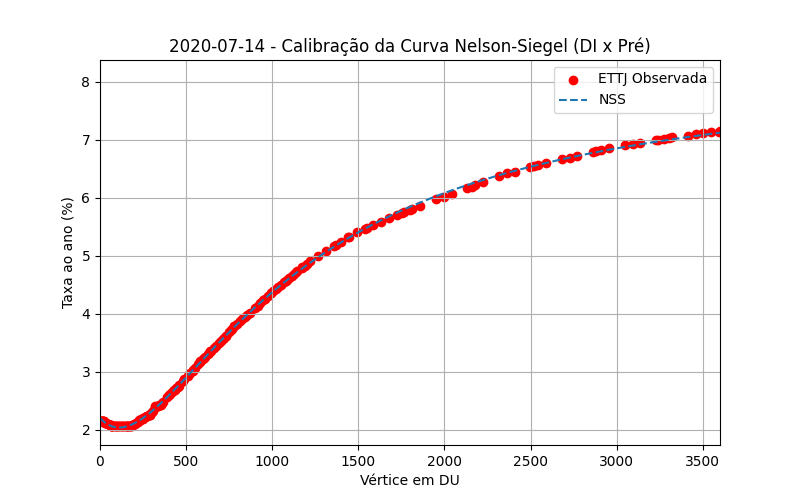 2020-07-14 - Calibração da Curva Nelson-Siegel (DI x Pré)
ETTJ Observada
NSS
Taxa ao ano (%)
8
7
6
5
4
3
2
0 500 1000 1500 2000 2500 3000 3500
Vértice em DU